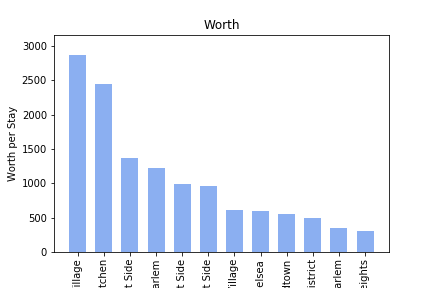 Worth
3000
2500
2000
1500
1000
500
0
Worth per Stay
illage
tchen
t Side
arlem
t Side
t Side
Village
elsea
dtown
istrict
arlem
eights